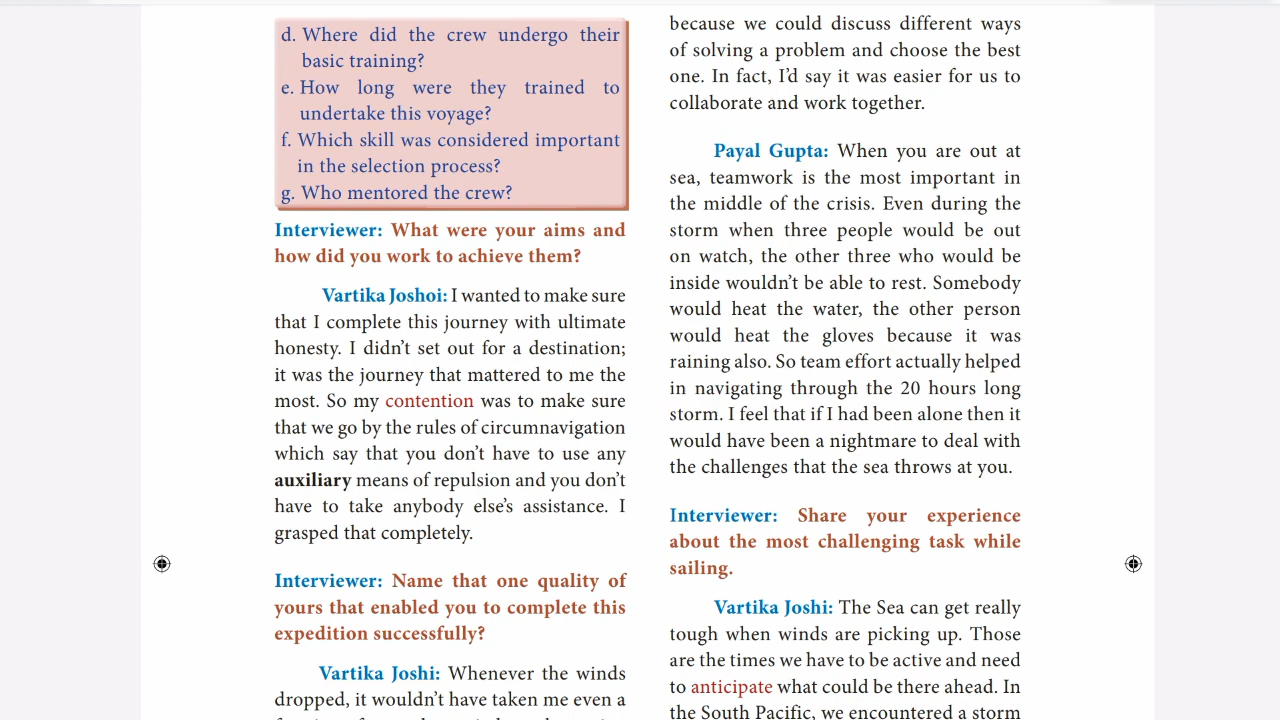 d. Where did the crew undergo their
basic training?
e. How long were they trained to
undertake this voyage?
f. Which skill was considered important
in the selection process?
g. Who mentored the crew?
Interviewer: What were your aims and
how did you work to achieve them?
Vartika Joshoi: I wanted to make sure
that I complete this journey with ultimate
honesty. I didn't set out for a destination;
it was the journey that mattered to me the
most. So my contention was to make sure
that we go by the rules of circumnavigation
which say that you don't have to use any
auxiliary means of repulsion and you don't
have to take anybody else's assistance. I
grasped that completely.
Interviewer: Name that one quality of
yours that enabled you to complete this
expedition successfully?
Vartika Joshi: Whenever the winds
dropped, it wouldn't have taken me even a
because we could discuss different ways
of solving a problem and choose the best
one. In fact, I'd say it was easier for us to
collaborate and work together.
Payal Gupta: When you are out at
sea, teamwork is the most important in
the middle of the crisis. Even during the
storm when three people would be out
on watch, the other three who would be
inside wouldn't be able to rest. Somebody
would heat the water, the other person
would heat the gloves because it was
raining also. So team effort actually helped
in navigating through the 20 hours long
storm. I feel that if I had been alone then it
would have been a nightmare to deal with
the challenges that the sea throws at you.
Interviewer: Share your experience
about the most challenging task while
sailing.
Vartika Joshi: The Sea can get really
tough when winds are picking up. Those
are the times we have to be active and need
to anticipate what could be there ahead. In
the South Pacific, we encountered a storm